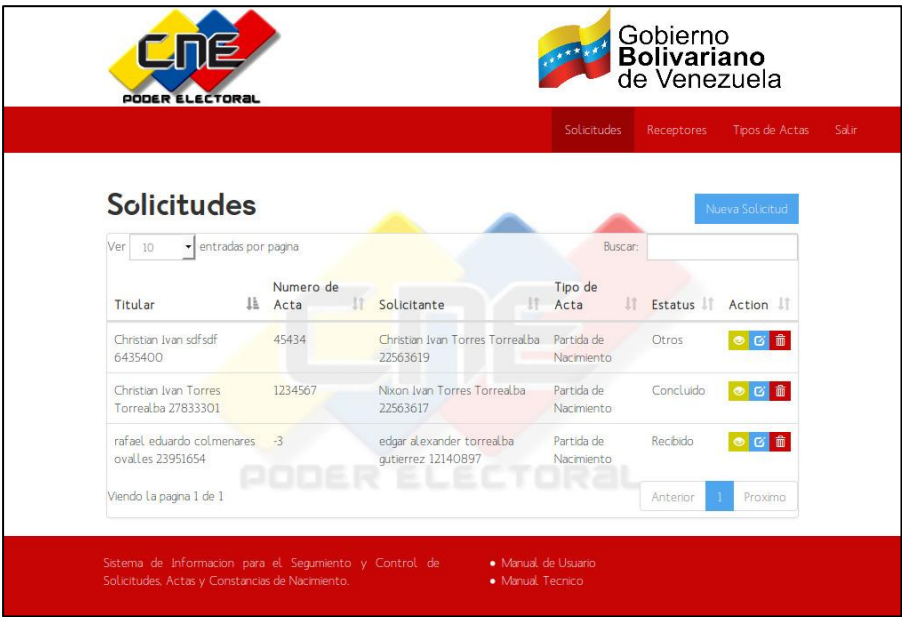 CNE
PODER ELECTORAL
Gobierno
Bolivariano
de Venezuela
Solicitudes Receptores Tipos de Actas Salir
Solicitudes
Nueva Solicitud
Ver 10 entradas por pagina Buscar:
Titular Numero de Acta Solicitante Tipo de Acta Estatus Action
Christian Ivan sdfsdf 45434 Christian Ivan Torres Torrealba Partida de Otros
6435400 22563619 Nacimiento
Christian Ivan Torres 1234567 Nixon Ivan Torres Torrealba Partida de Concluido
Torrealba 27833301 22563617 Nacimiento
rafael eduardo colmenares -3 edgar alexander torrealba Partida de Recibido
ovalles 23951654 gutierrez 12140897 Nacimiento
CNE
PODER ELECTORAL
Viendo la pagina 1 de 1 Anterior 1 Proximo
Sistema de Informacion para el Segumiento y Control de
Solicitudes, Actas y Constancias de Nacimiento.
• Manual de Usuario
• Manual Tecnico